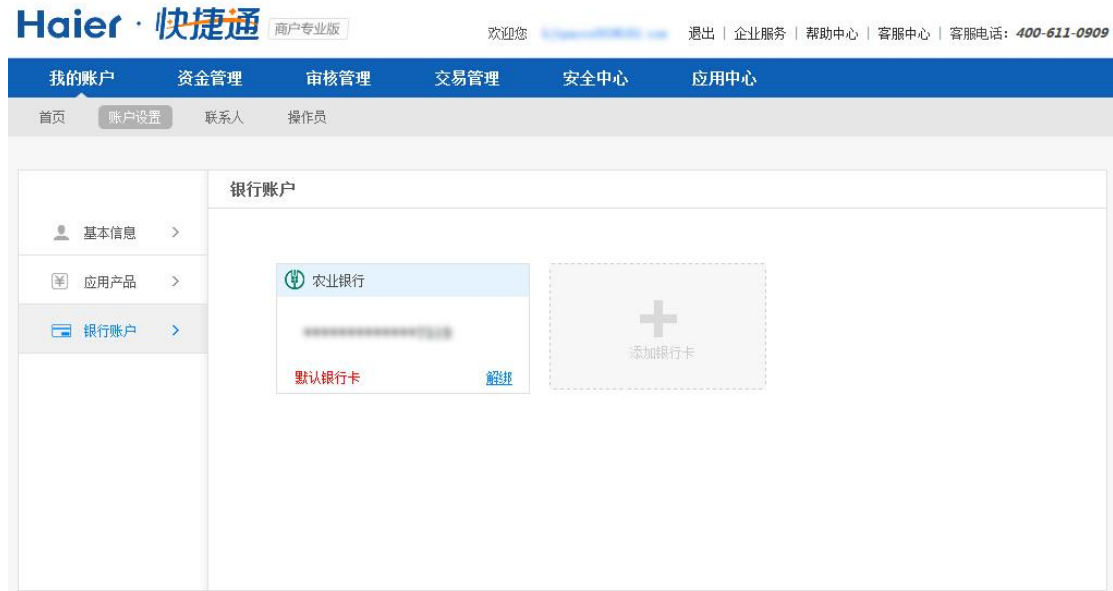 Haier · 快捷通 商户专业版
欢迎您 退出 | 企业服务 | 帮助中心 | 客服中心 | 客服电话：400-611-0909
我的账户 资金管理 审核管理 交易管理 安全中心 应用中心
首页 账户设置 联系人 操作员
银行账户
基本信息
应用产品
银行账户
农业银行
添加银行卡
默认银行卡 解绑